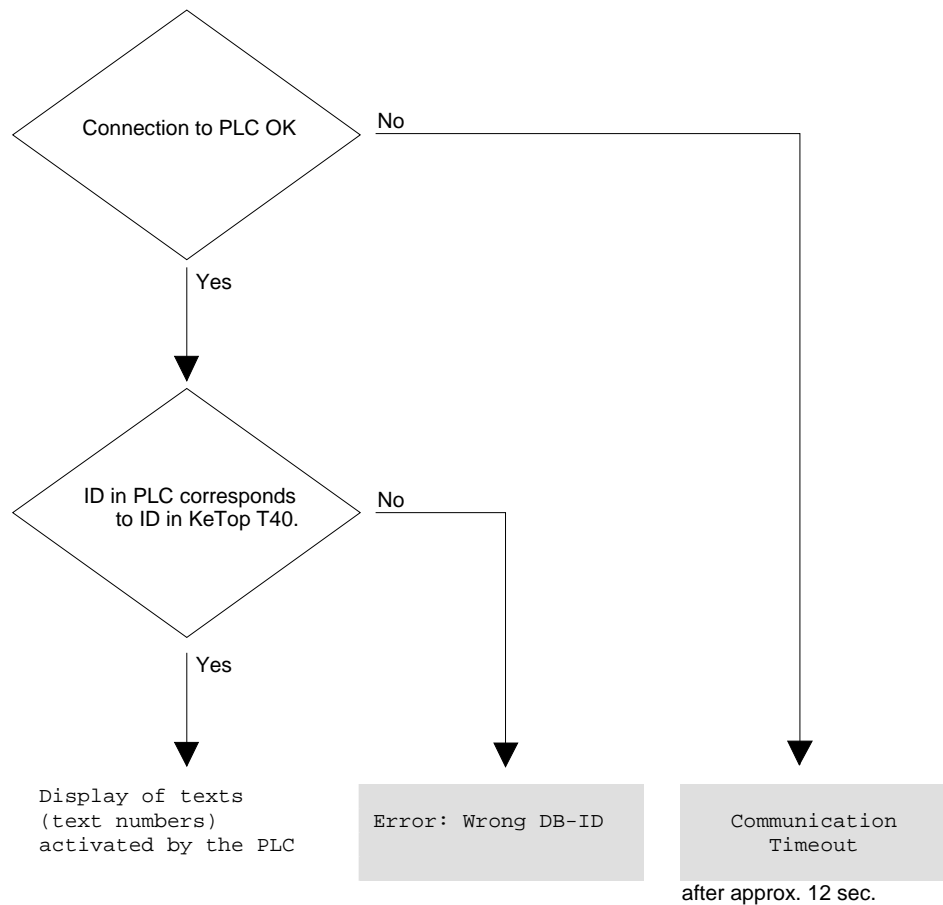 Connection to PLC OK
No
Yes
ID in PLC corresponds
to ID in KeTop T40.
No
Yes
Display of texts
(text numbers)
activated by the PLC
Error: Wrong DB-ID
Communication
Timeout
after approx. 12 sec.